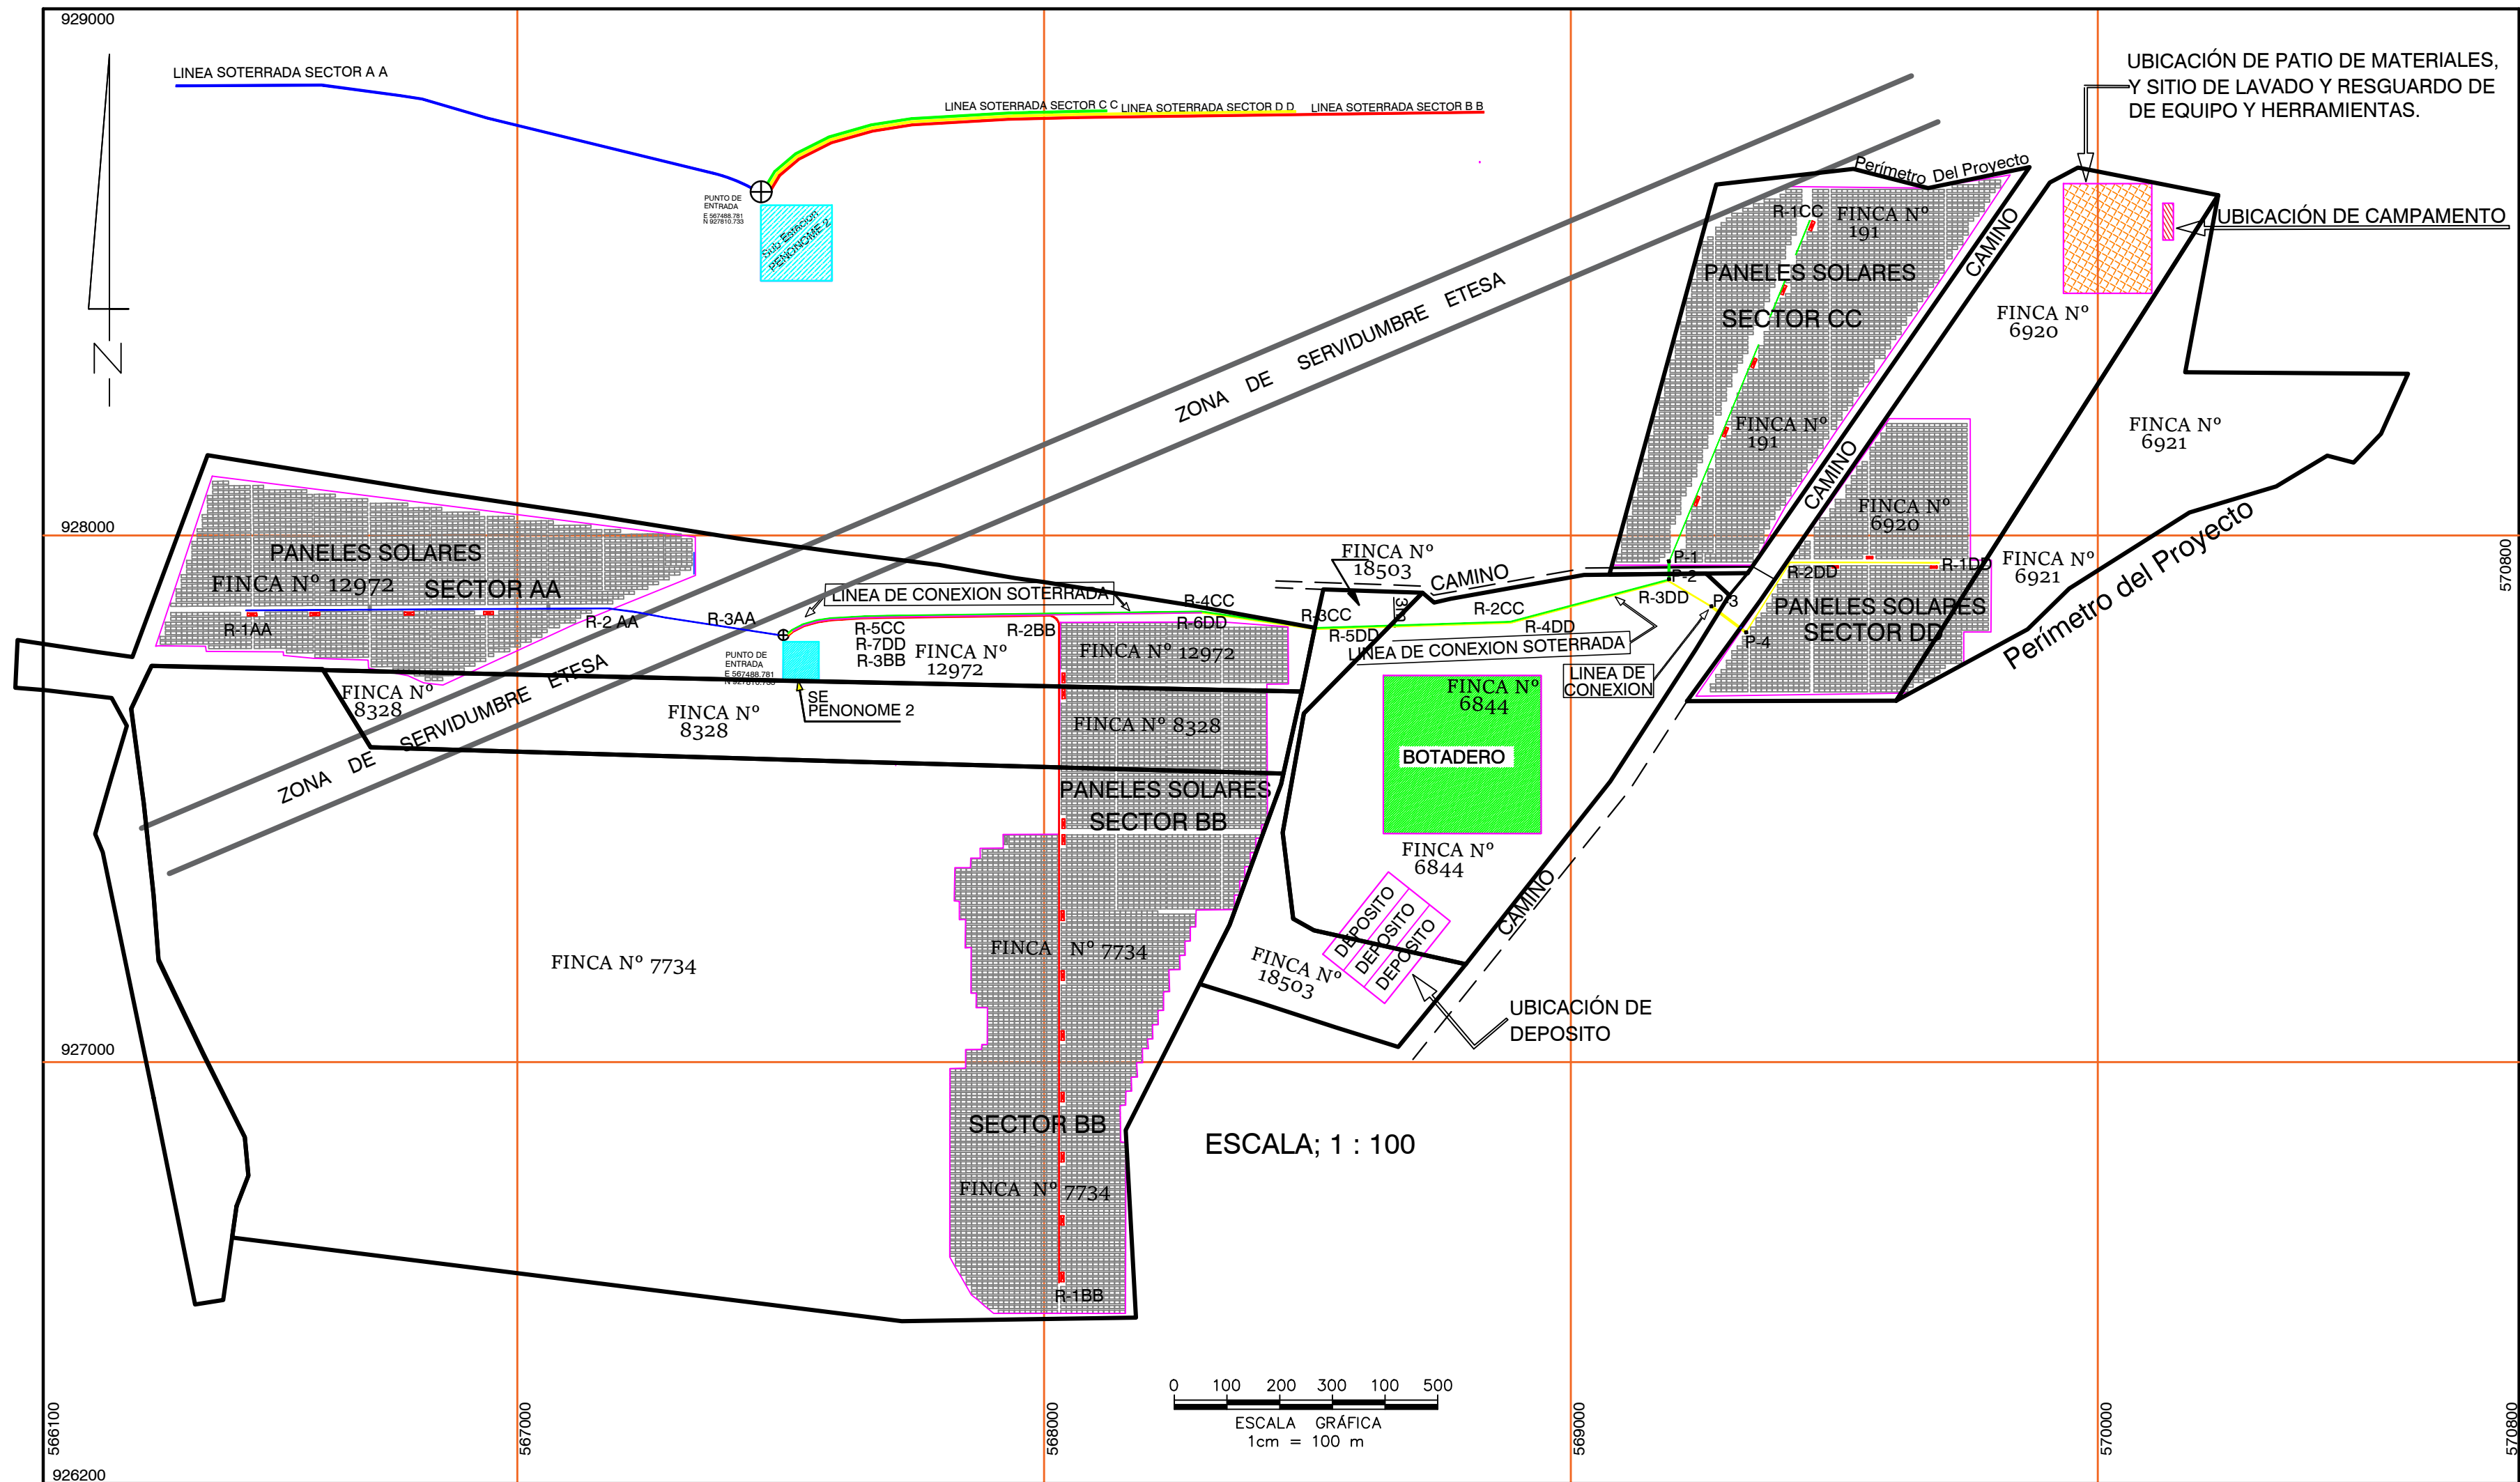 929000
LINEA SOTERRADA SECTOR A A
LINEA SOTERRADA SECTOR C C
LINEA SOTERRADA SECTOR D D
LINEA SOTERRADA SECTOR B B
UBICACIÓN DE PATIO DE MATERIALES,
Y SITIO DE LAVADO Y RESGUARDO DE
DE EQUIPO Y HERRAMIENTAS.
PUNTO DE
ENTRADA
E 567488.781
N 927810.733
Sub-Estacion
PENONOME 2
Perímetro Del Proyecto
R-1CC
FINCA Nº
191
UBICACIÓN DE CAMPAMENTO
CAMINO
PANELES SOLARES
SECTOR CC
FINCA Nº
6920
ZONA DE SERVIDUMBRE ETESA
N
FINCA Nº
191
FINCA Nº
6921
CAMINO
FINCA Nº
6920
928000
570800
PANELES SOLARES
FINCA Nº 12972
SECTOR AA
FINCA Nº
18503
CAMINO
P-1
P-2
R-2DD
R-1DD
FINCA Nº
6921
Perímetro del Proyecto
LINEA DE CONEXION SOTERRADA
R-1AA
R-2 AA
R-3AA
R-5CC
R-7DD
R-3BB
R-2BB
R-4CC
R-6DD
R-3CC
R-5DD
R-2CC
R-4DD
R-3DD
P-3
P-4
PANELES SOLARES
SECTOR DD
LINEA DE CONEXION SOTERRADA
LINEA DE
CONEXION
PUNTO DE
ENTRADA
E 567488.781
N 927810.733
FINCA Nº
12972
FINCA Nº 12972
SE
PENONOME 2
FINCA Nº
8328
FINCA Nº
8328
FINCA Nº 8328
FINCA Nº
6844
BOTADERO
ZONA DE SERVIDUMBRE ETESA
PANELES SOLARES
SECTOR BB
FINCA Nº
6844
CAMINO
DEPOSITO
DEPOSITO
DEPOSITO
FINCA Nº 7734
FINCA Nº 7734
FINCA Nº
18503
UBICACIÓN DE
DEPOSITO
927000
SECTOR BB
ESCALA; 1 : 100
FINCA Nº 7734
R-1BB
0 100 200 300 100 500
ESCALA GRÁFICA
1cm = 100 m
566100
567000
568000
569000
570000
570800
926200